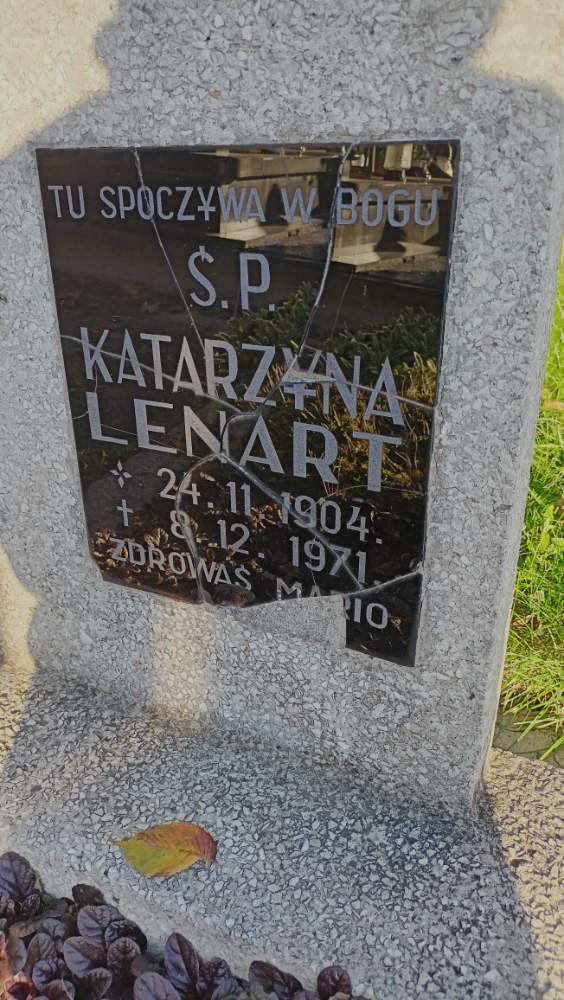 TU SPOCZYWA W BOGU
Ś.P.
KATARZYNA
LENART
24.11.1904.
8.12.1971.
ZDROWAŚ MARIO